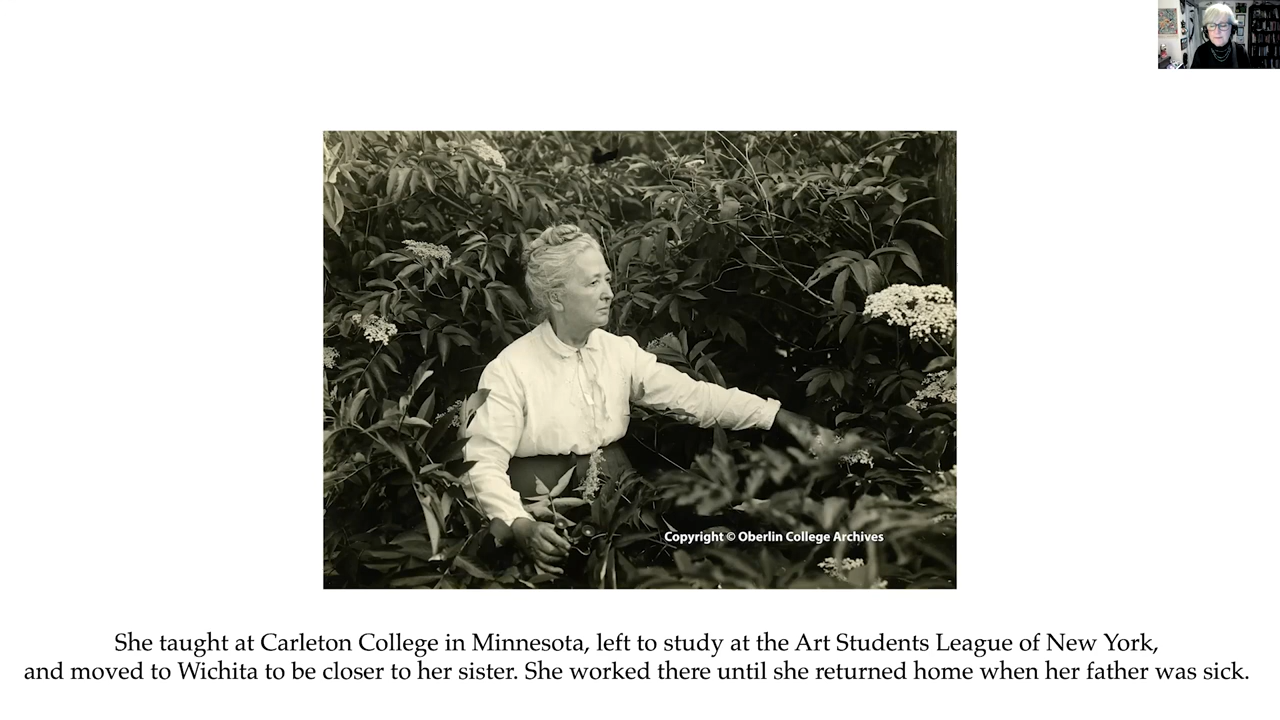 Copyright © Oberlin College Archives
She taught at Carleton College in Minnesota, left to study at the Art Students League of New York,
and moved to Wichita to be closer to her sister. She worked there until she returned home when her father was sick.